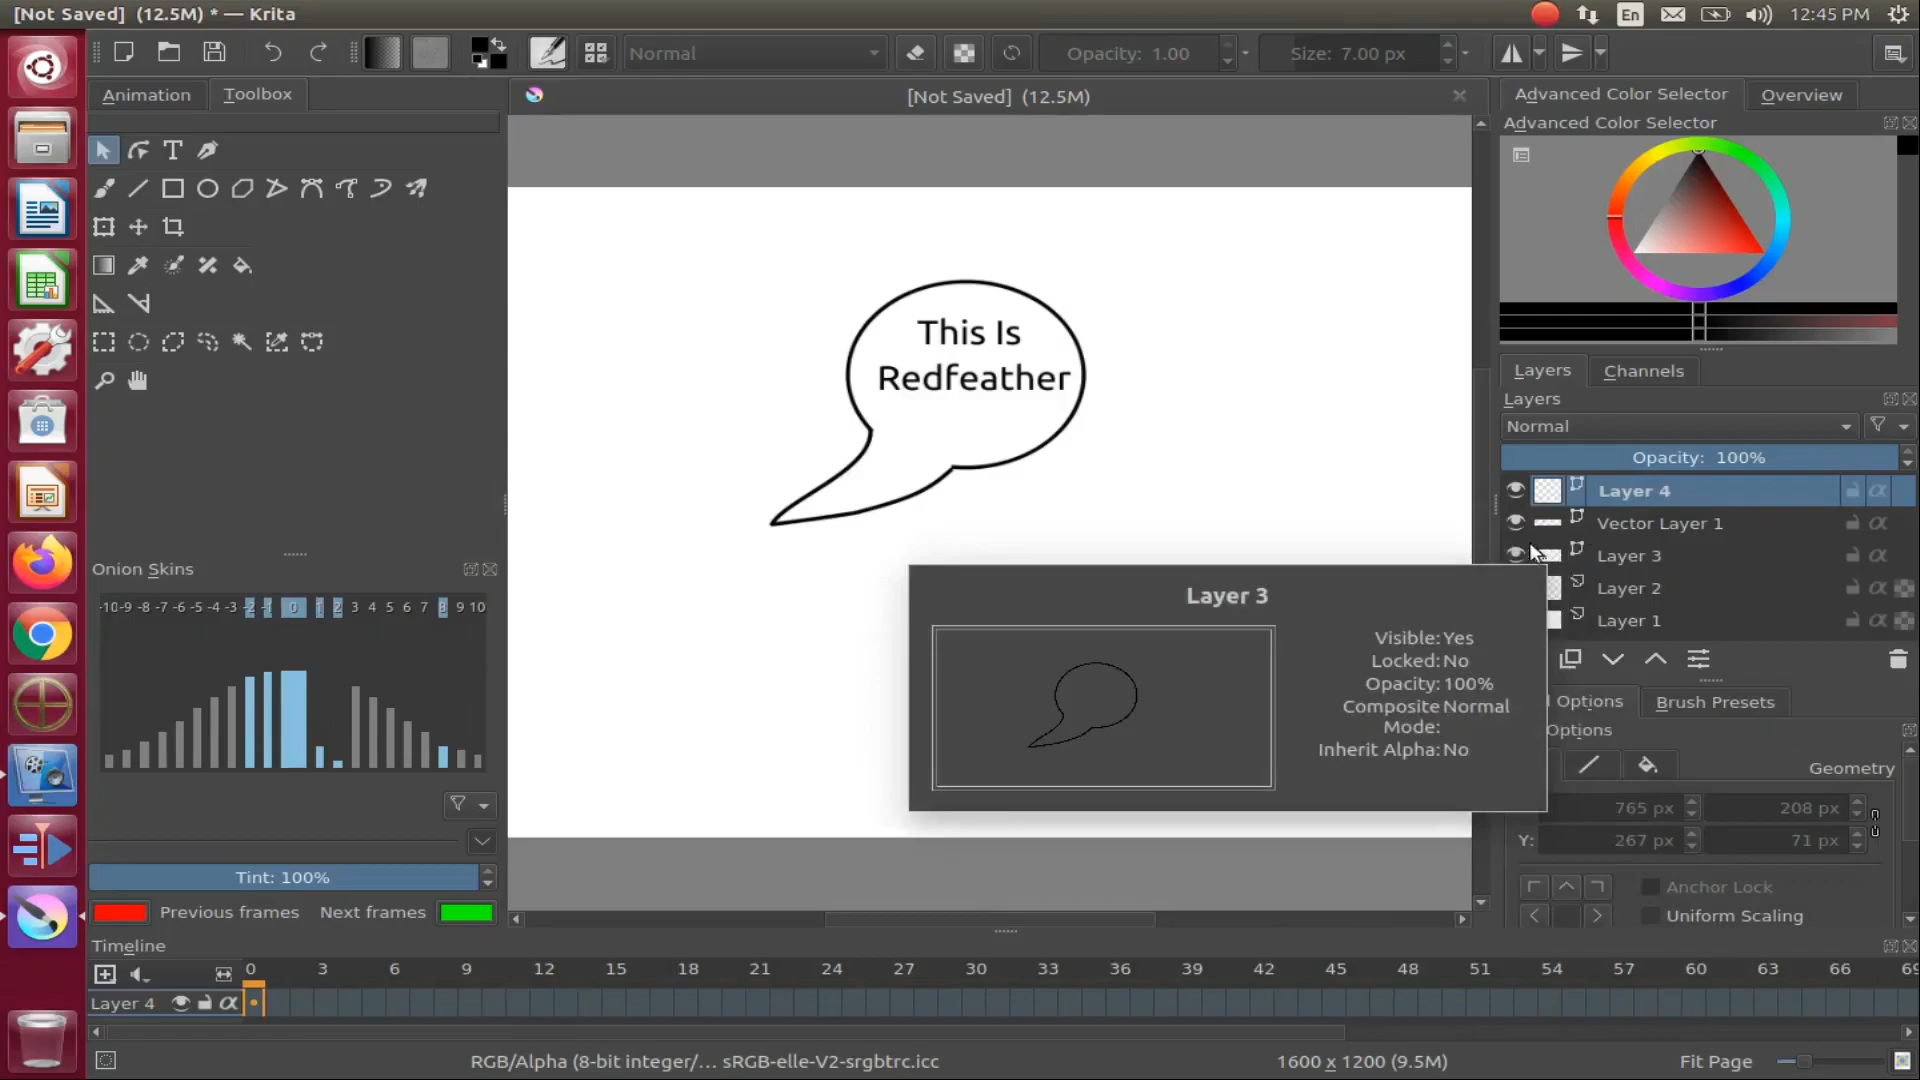 [Not Saved]  (12.5M) * — Krita
En
12:45 PM
Normal
Opacity: 1.00
Size: 7.00 px
Animation
Toolbox
[Not Saved]  (12.5M)
Advanced Color Selector
Overview
Advanced Color Selector
This Is
Redfeather
Layers
Channels
Layers
Normal
Opacity: 100%
Layer 4
Vector Layer 1
Layer 3
Layer 2
Layer 1
Layer 3
Visible: Yes
Locked: No
Opacity: 100%
Composite Mode: Normal
Inherit Alpha: No
Onion Skins
-10 -9 -8 -7 -6 -5 -4 -3 -2 -1 0 1 2 3 4 5 6 7 8 9 10
Options
Brush Presets
Options
Geometry
765 px
208 px
Y:
267 px
71 px
Anchor Lock
Uniform Scaling
Tint: 100%
Previous frames
Next frames
Timeline
0 3 6 9 12 15 18 21 24 27 30 33 36 39 42 45 48 51 54 57 60 63 66 69
Layer 4
RGB/Alpha (8-bit integer/... sRGB-elle-V2-srgbtrc.icc
1600 x 1200 (9.5M)
Fit Page